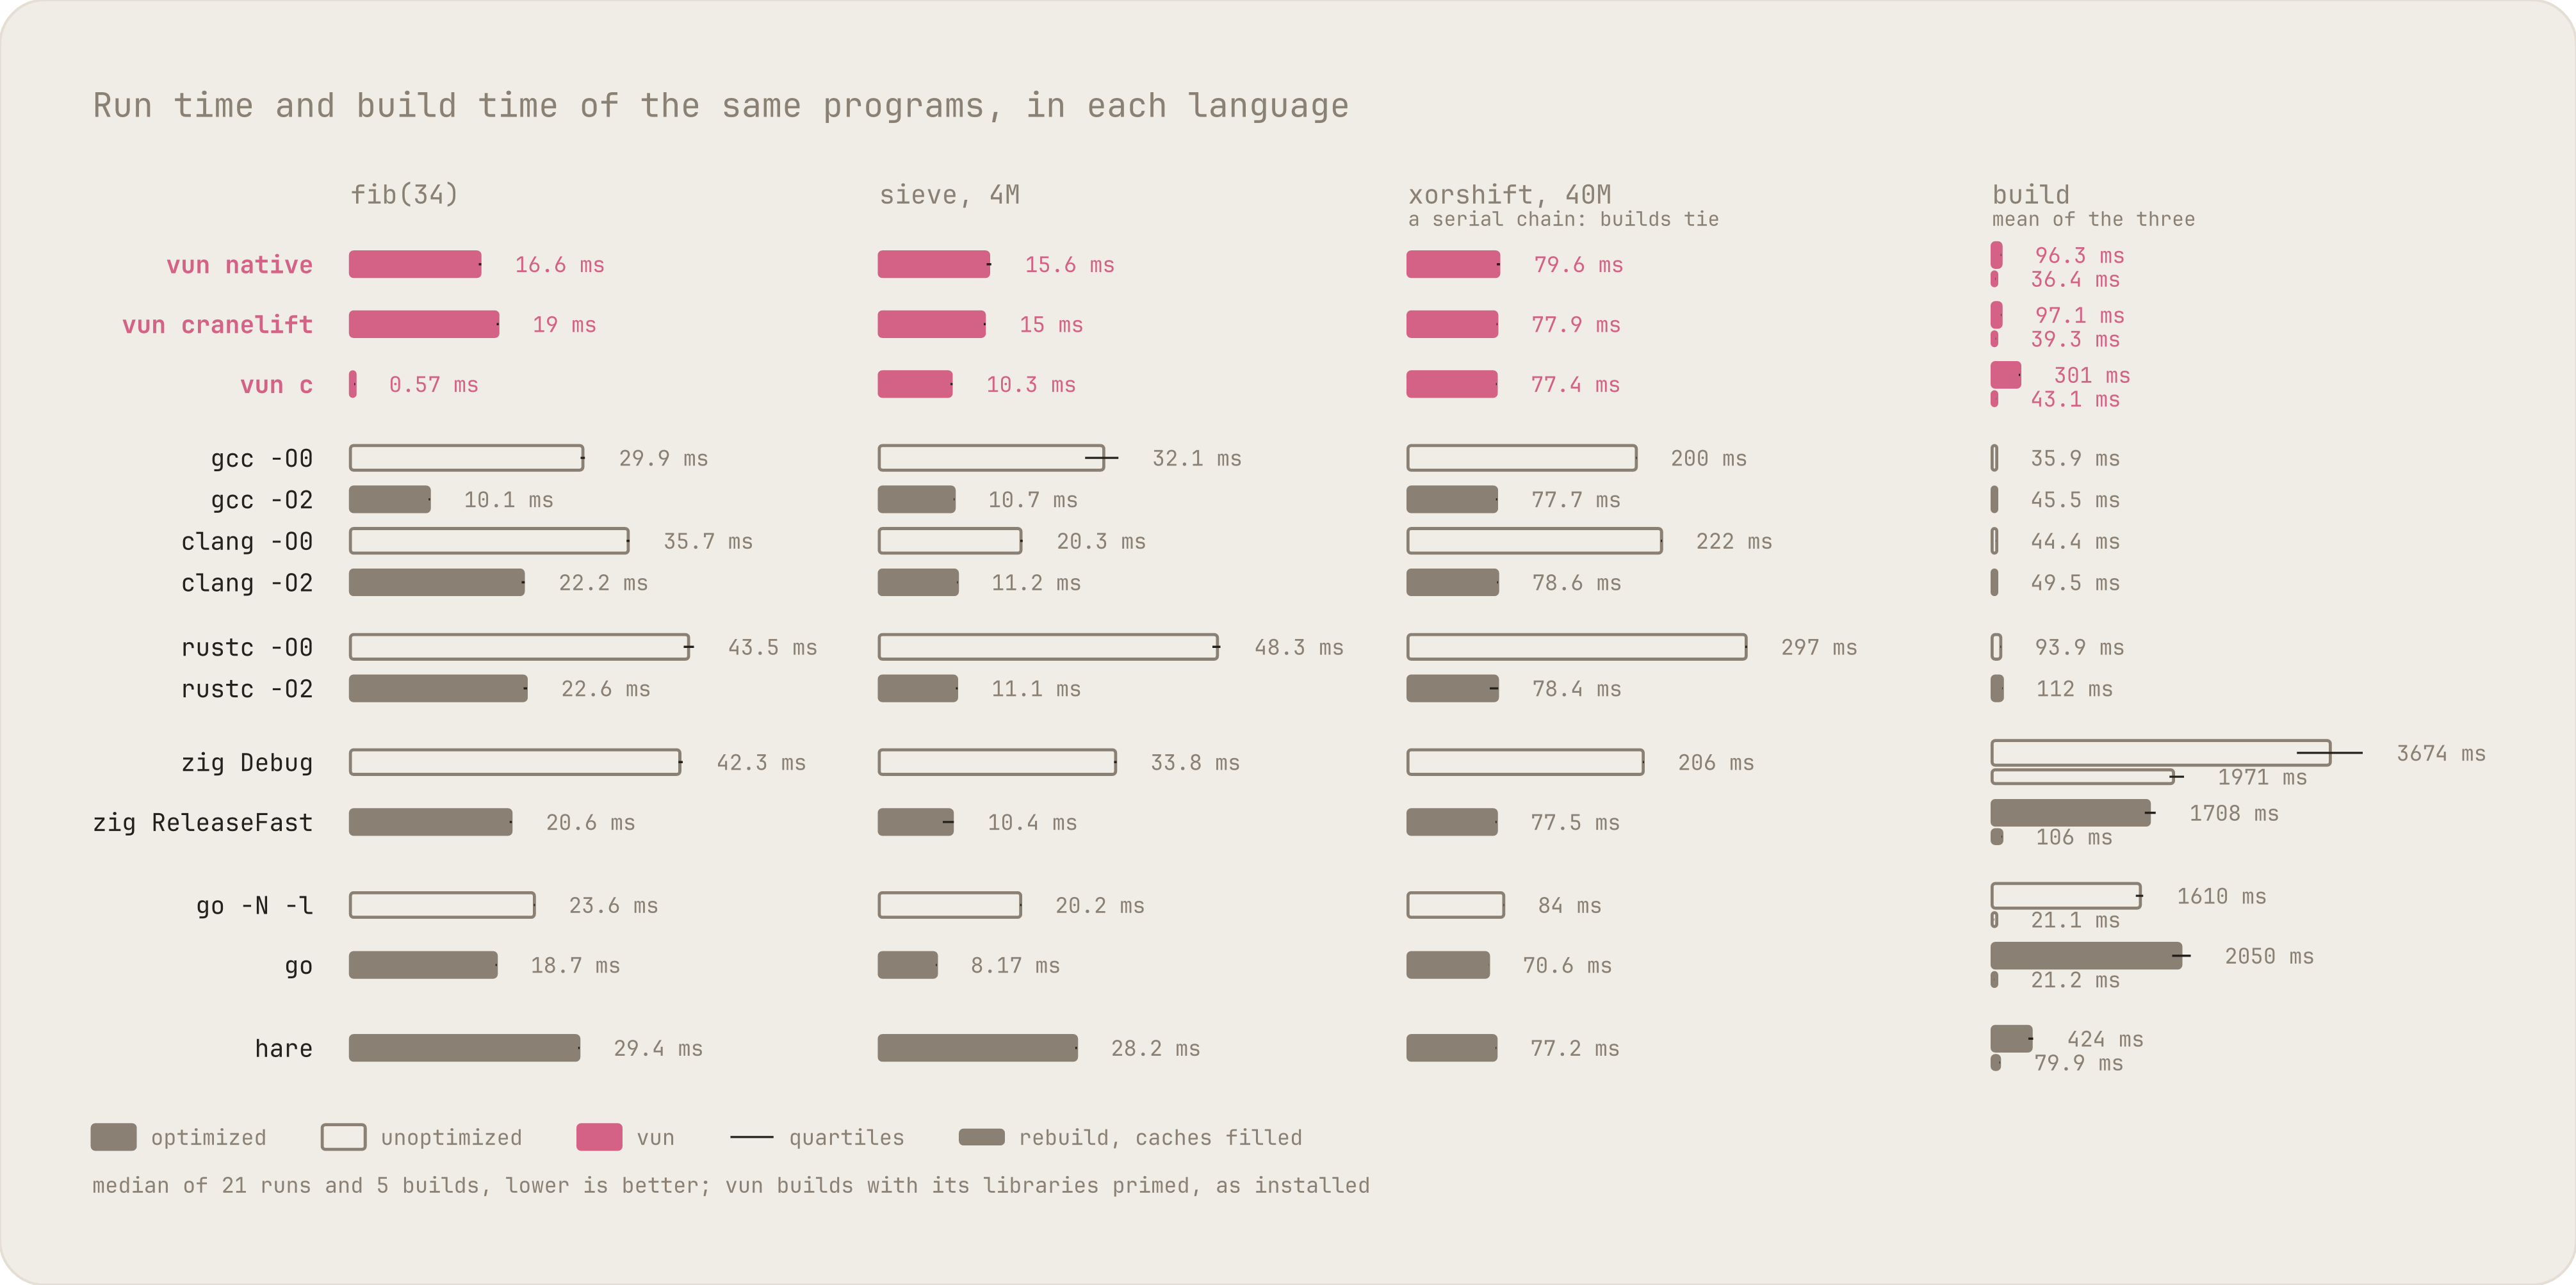 Run time and build time of the same programs, in each language
fib(34) sieve, 4M xorshift, 40M build
a serial chain: builds tie mean of the three
vun native 16.6 ms 15.6 ms 79.6 ms 96.3 ms
36.4 ms
vun cranelift 19 ms 15 ms 77.9 ms 97.1 ms
39.3 ms
vun c 0.57 ms 10.3 ms 77.4 ms 301 ms
43.1 ms
gcc -O0 29.9 ms 32.1 ms 200 ms 35.9 ms
gcc -O2 10.1 ms 10.7 ms 77.7 ms 45.5 ms
clang -O0 35.7 ms 20.3 ms 222 ms 44.4 ms
clang -O2 22.2 ms 11.2 ms 78.6 ms 49.5 ms
rustc -O0 43.5 ms 48.3 ms 297 ms 93.9 ms
rustc -O2 22.6 ms 11.1 ms 78.4 ms 112 ms
zig Debug 42.3 ms 33.8 ms 206 ms 3674 ms
1971 ms
zig ReleaseFast 20.6 ms 10.4 ms 77.5 ms 1708 ms
106 ms
go -N -l 23.6 ms 20.2 ms 84 ms 1610 ms
21.1 ms
go 18.7 ms 8.17 ms 70.6 ms 2050 ms
21.2 ms
hare 29.4 ms 28.2 ms 77.2 ms 424 ms
79.9 ms
optimized unoptimized vun quartiles rebuild, caches filled
median of 21 runs and 5 builds, lower is better; vun builds with its libraries primed, as installed